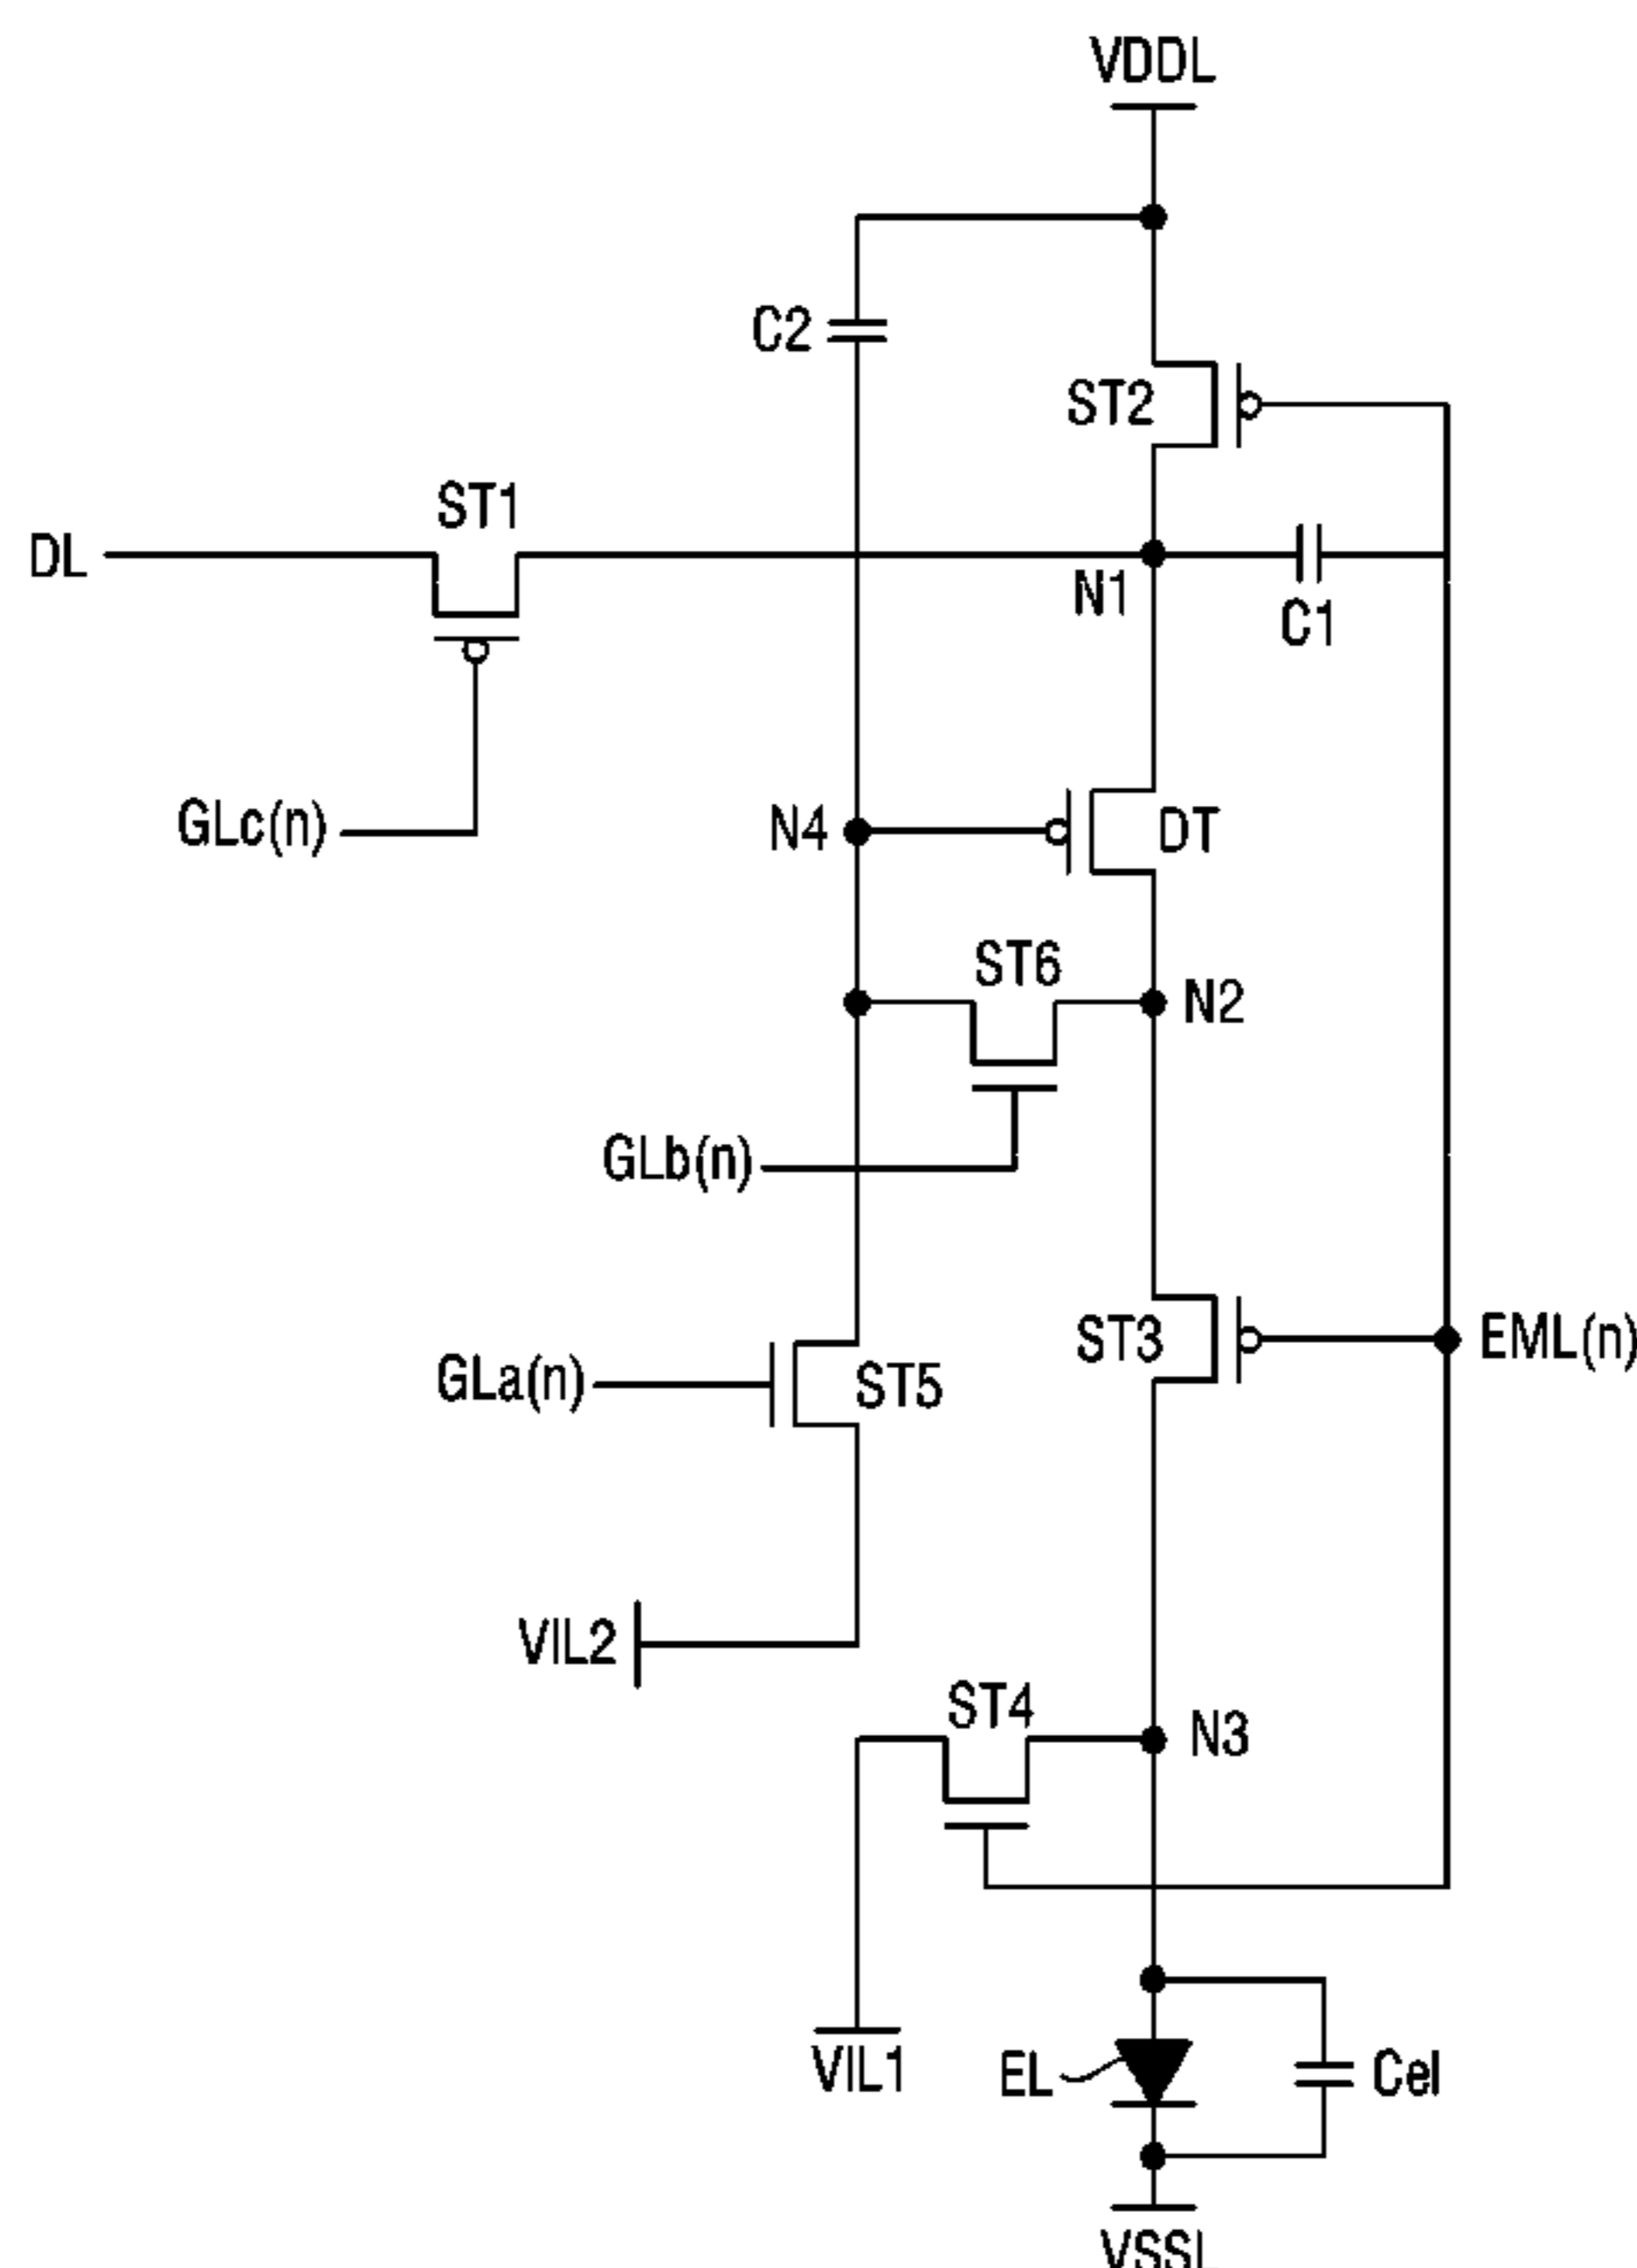 VDDL
C2
ST2
ST1
DL
N1
C1
GLc(n)
N4
DT
ST6
N2
GLb(n)
ST3
EML(n)
GLa(n)
ST5
VIL2
ST4
N3
VIL1
EL
Cel
VSSL